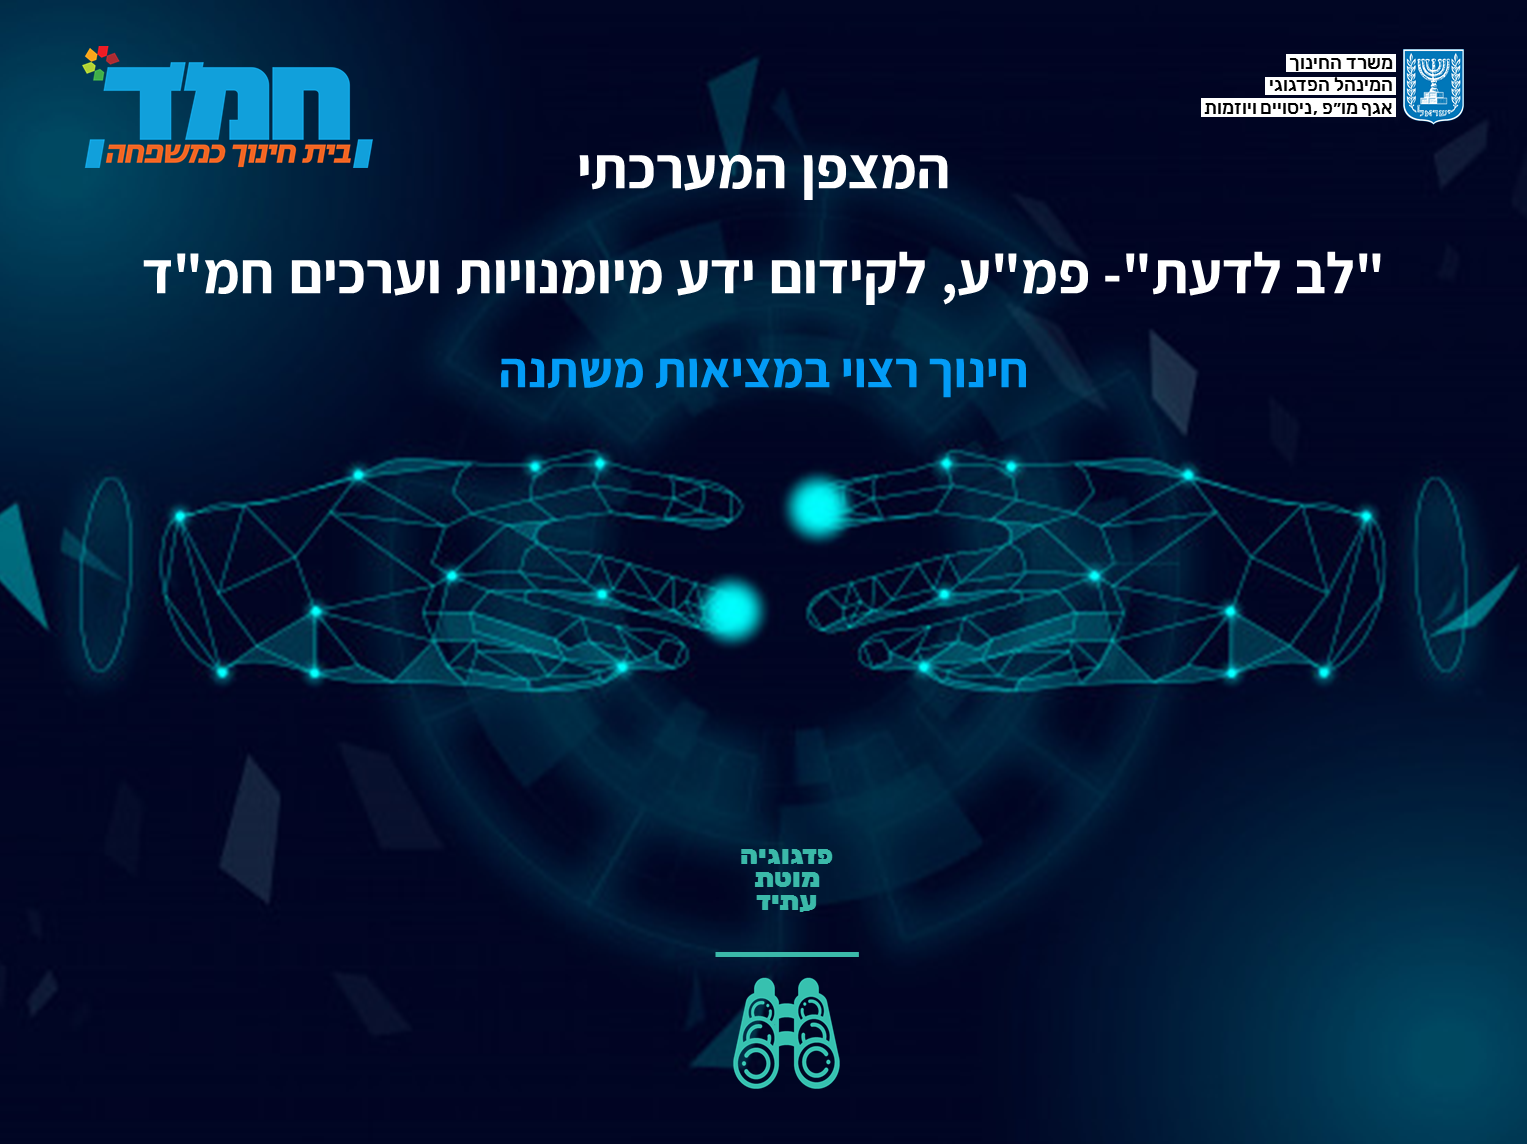 משרד החינוך
המינהל הפדגוגי
אגף מו״פ ,ניסויים ויוזמות
חמ״ד
בית חינוך כמשפחה
המצפן המערכתי
"לב לדעת"- פמ"ע, לקידום ידע מיומנויות וערכים חמ"ד
חינוך רצוי במציאות משתנה
פדגוגיה
מוטת
עתיד